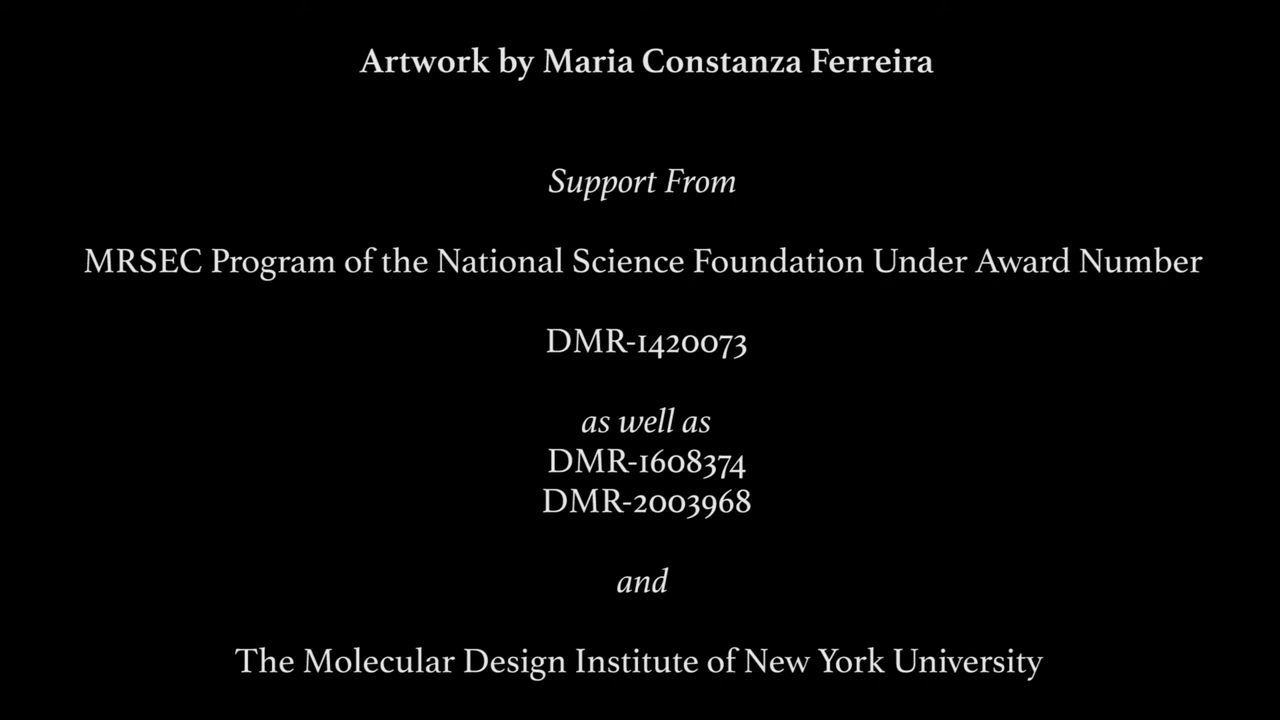 Artwork by Maria Constanza Ferreira
Support From
MRSEC Program of the National Science Foundation Under Award Number
DMR-1420073
as well as
DMR-1608374
DMR-2003968
and
The Molecular Design Institute of New York University